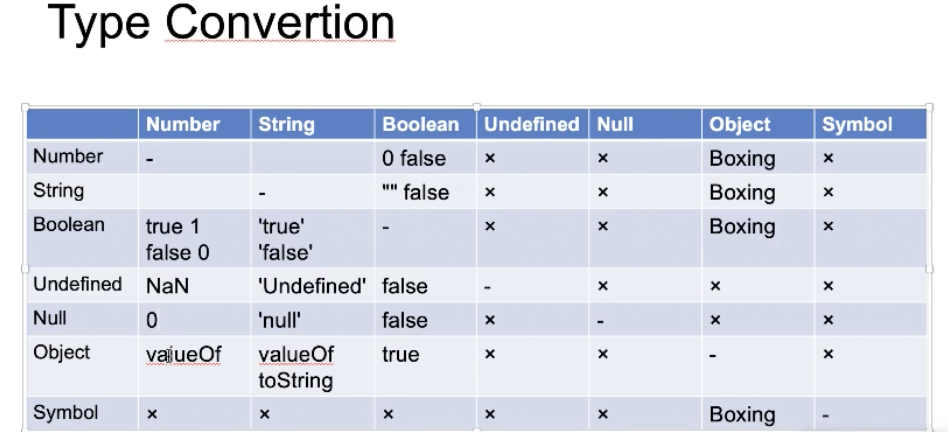 Type Convertion
Number String Boolean Undefined Null Object Symbol
Number - 0 false × × Boxing ×
String - "" false × × Boxing ×
Boolean true 1 'true' - × × Boxing ×
false 0 'false'
Undefined NaN 'Undefined' false - × × ×
Null 0 'null' false × - × ×
Object valueOf valueOf true × × - ×
toString
Symbol × × × × × Boxing -